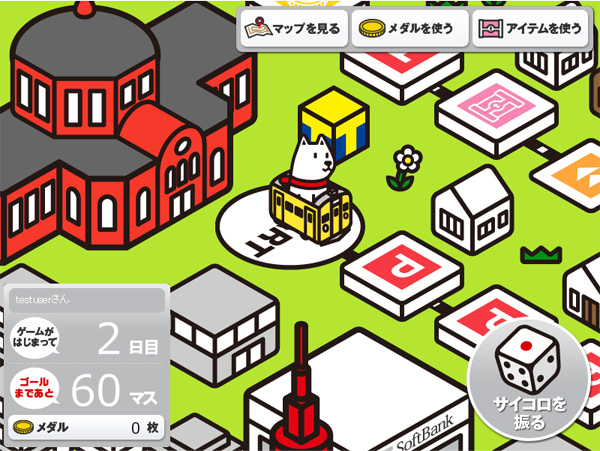 マップを見る
メダルを使う
アイテムを使う
T
RT
P
P
testuserさん
ゲームが
はじまって
2 日目
ゴール
まであと
60 マス
メダル
0 枚
SoftBank
サイコロを
振る